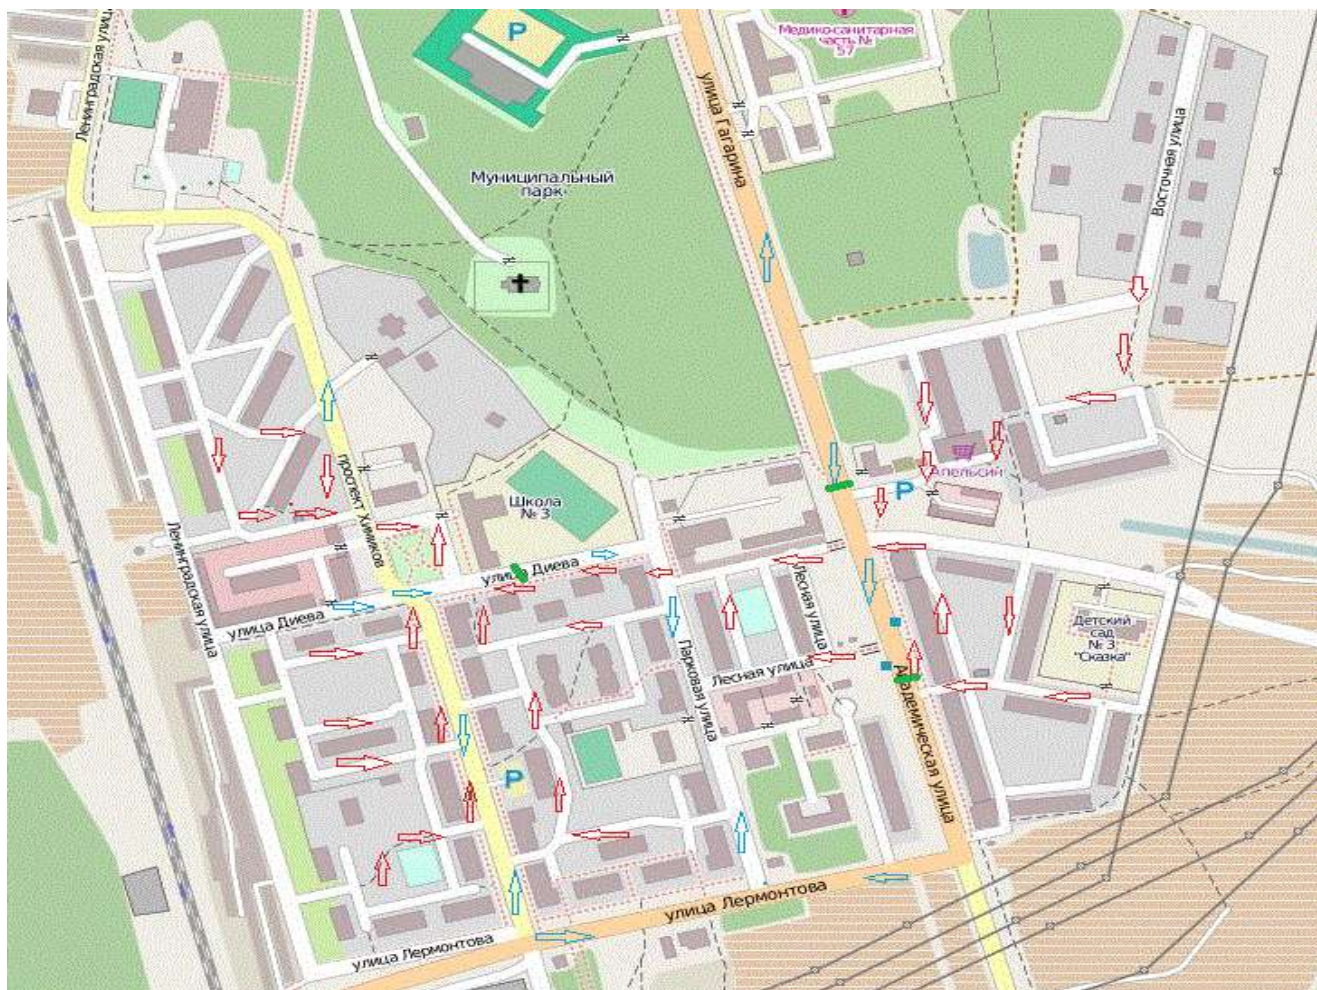 Ленинградская улица
P
Медико-санитарная
часть №
57
улица Гагарина
Восточная улица
Муниципальный
парк
проспект Химиков
Школа
№ 3
Апельсин
P
Ленинградская улица
улица Диева
улица Диева
Лесная улица
Детский
сад
№ 3
"Сказка"
Парковая улица
Лесная улица
Академическая улица
P
улица Лермонтова
улица Лермонтова